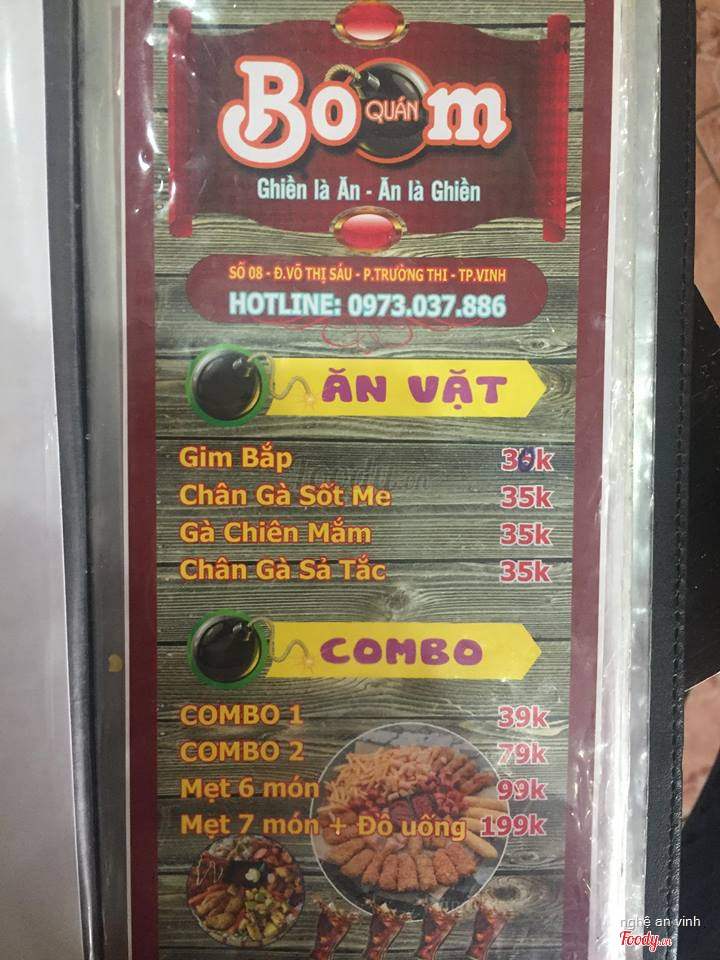 Boom
QUÁN
Ghiền là Ăn - Ăn là Ghiền
SỐ 08 - Đ.VÕ THỊ SÁU - P.TRƯỜNG THI - TP.VINH
HOTLINE: 0973.037.886
ĂN VẶT
Gim Bắp 30k
Chân Gà Sốt Me 35k
Gà Chiên Mắm 35k
Chân Gà Sả Tắc 35k
COMBO
COMBO 1 39k
COMBO 2 79k
Mẹt 6 món 99k
Mẹt 7 món + Đồ uống 199k
nghệ an vinh
Foody.vn